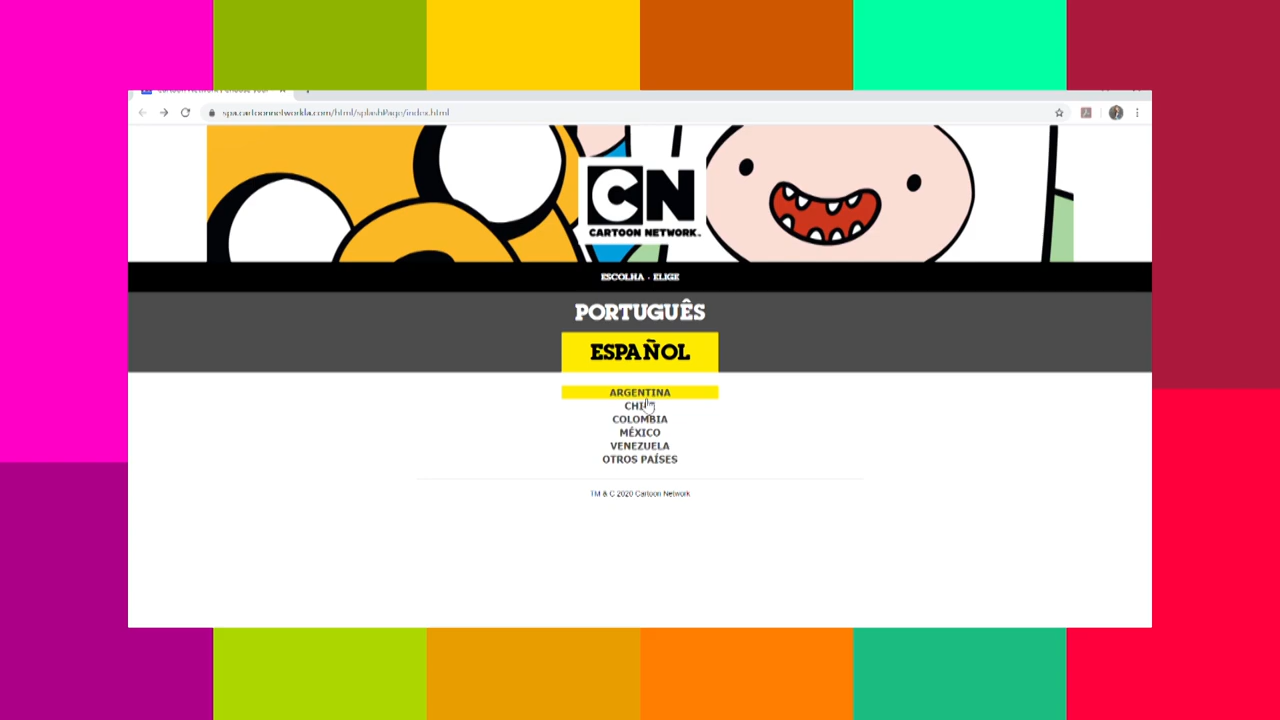 spa.cartoonnetworkla.com/html/splashPage/index.html
CN
CARTOON NETWORK.
ESCOLHA · ELIGE
PORTUGUÊS
ESPAÑOL
ARGENTINA
COLOMBIA
MÉXICO
VENEZUELA
OTROS PAÍSES
TM & C 2020 Cartoon Network